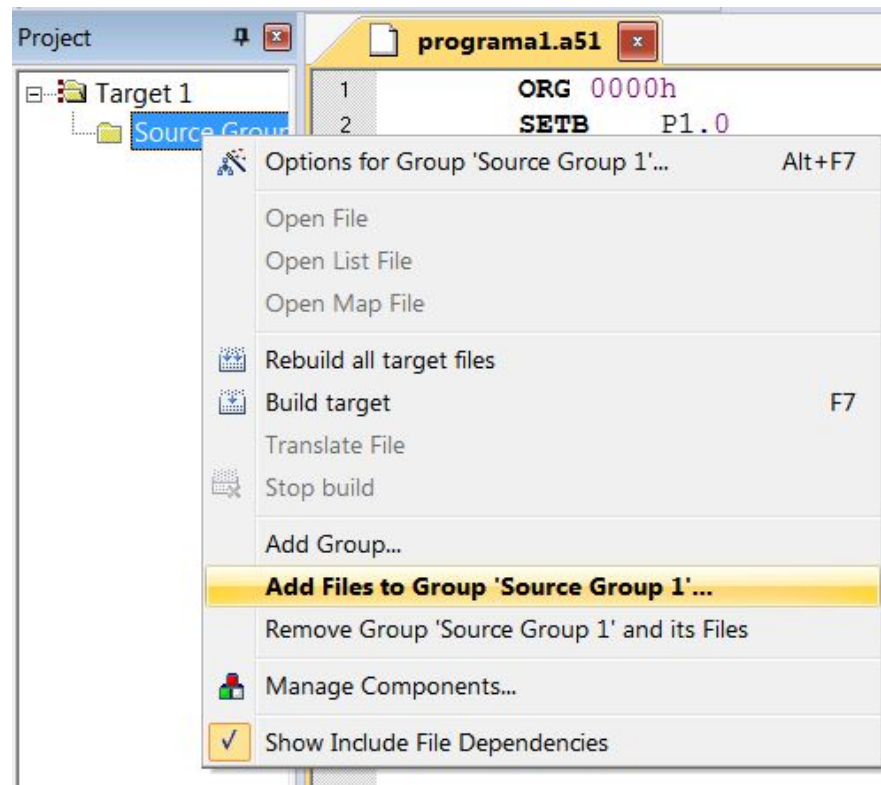 Project
programa1.a51
Target 1
1 ORG 0000h
Source Group
2 SETB P1.0
Options for Group 'Source Group 1'... Alt+F7
Open File
Open List File
Open Map File
Rebuild all target files
Build target F7
Translate File
Stop build
Add Group...
Add Files to Group 'Source Group 1'...
Remove Group 'Source Group 1' and its Files
Manage Components...
Show Include File Dependencies